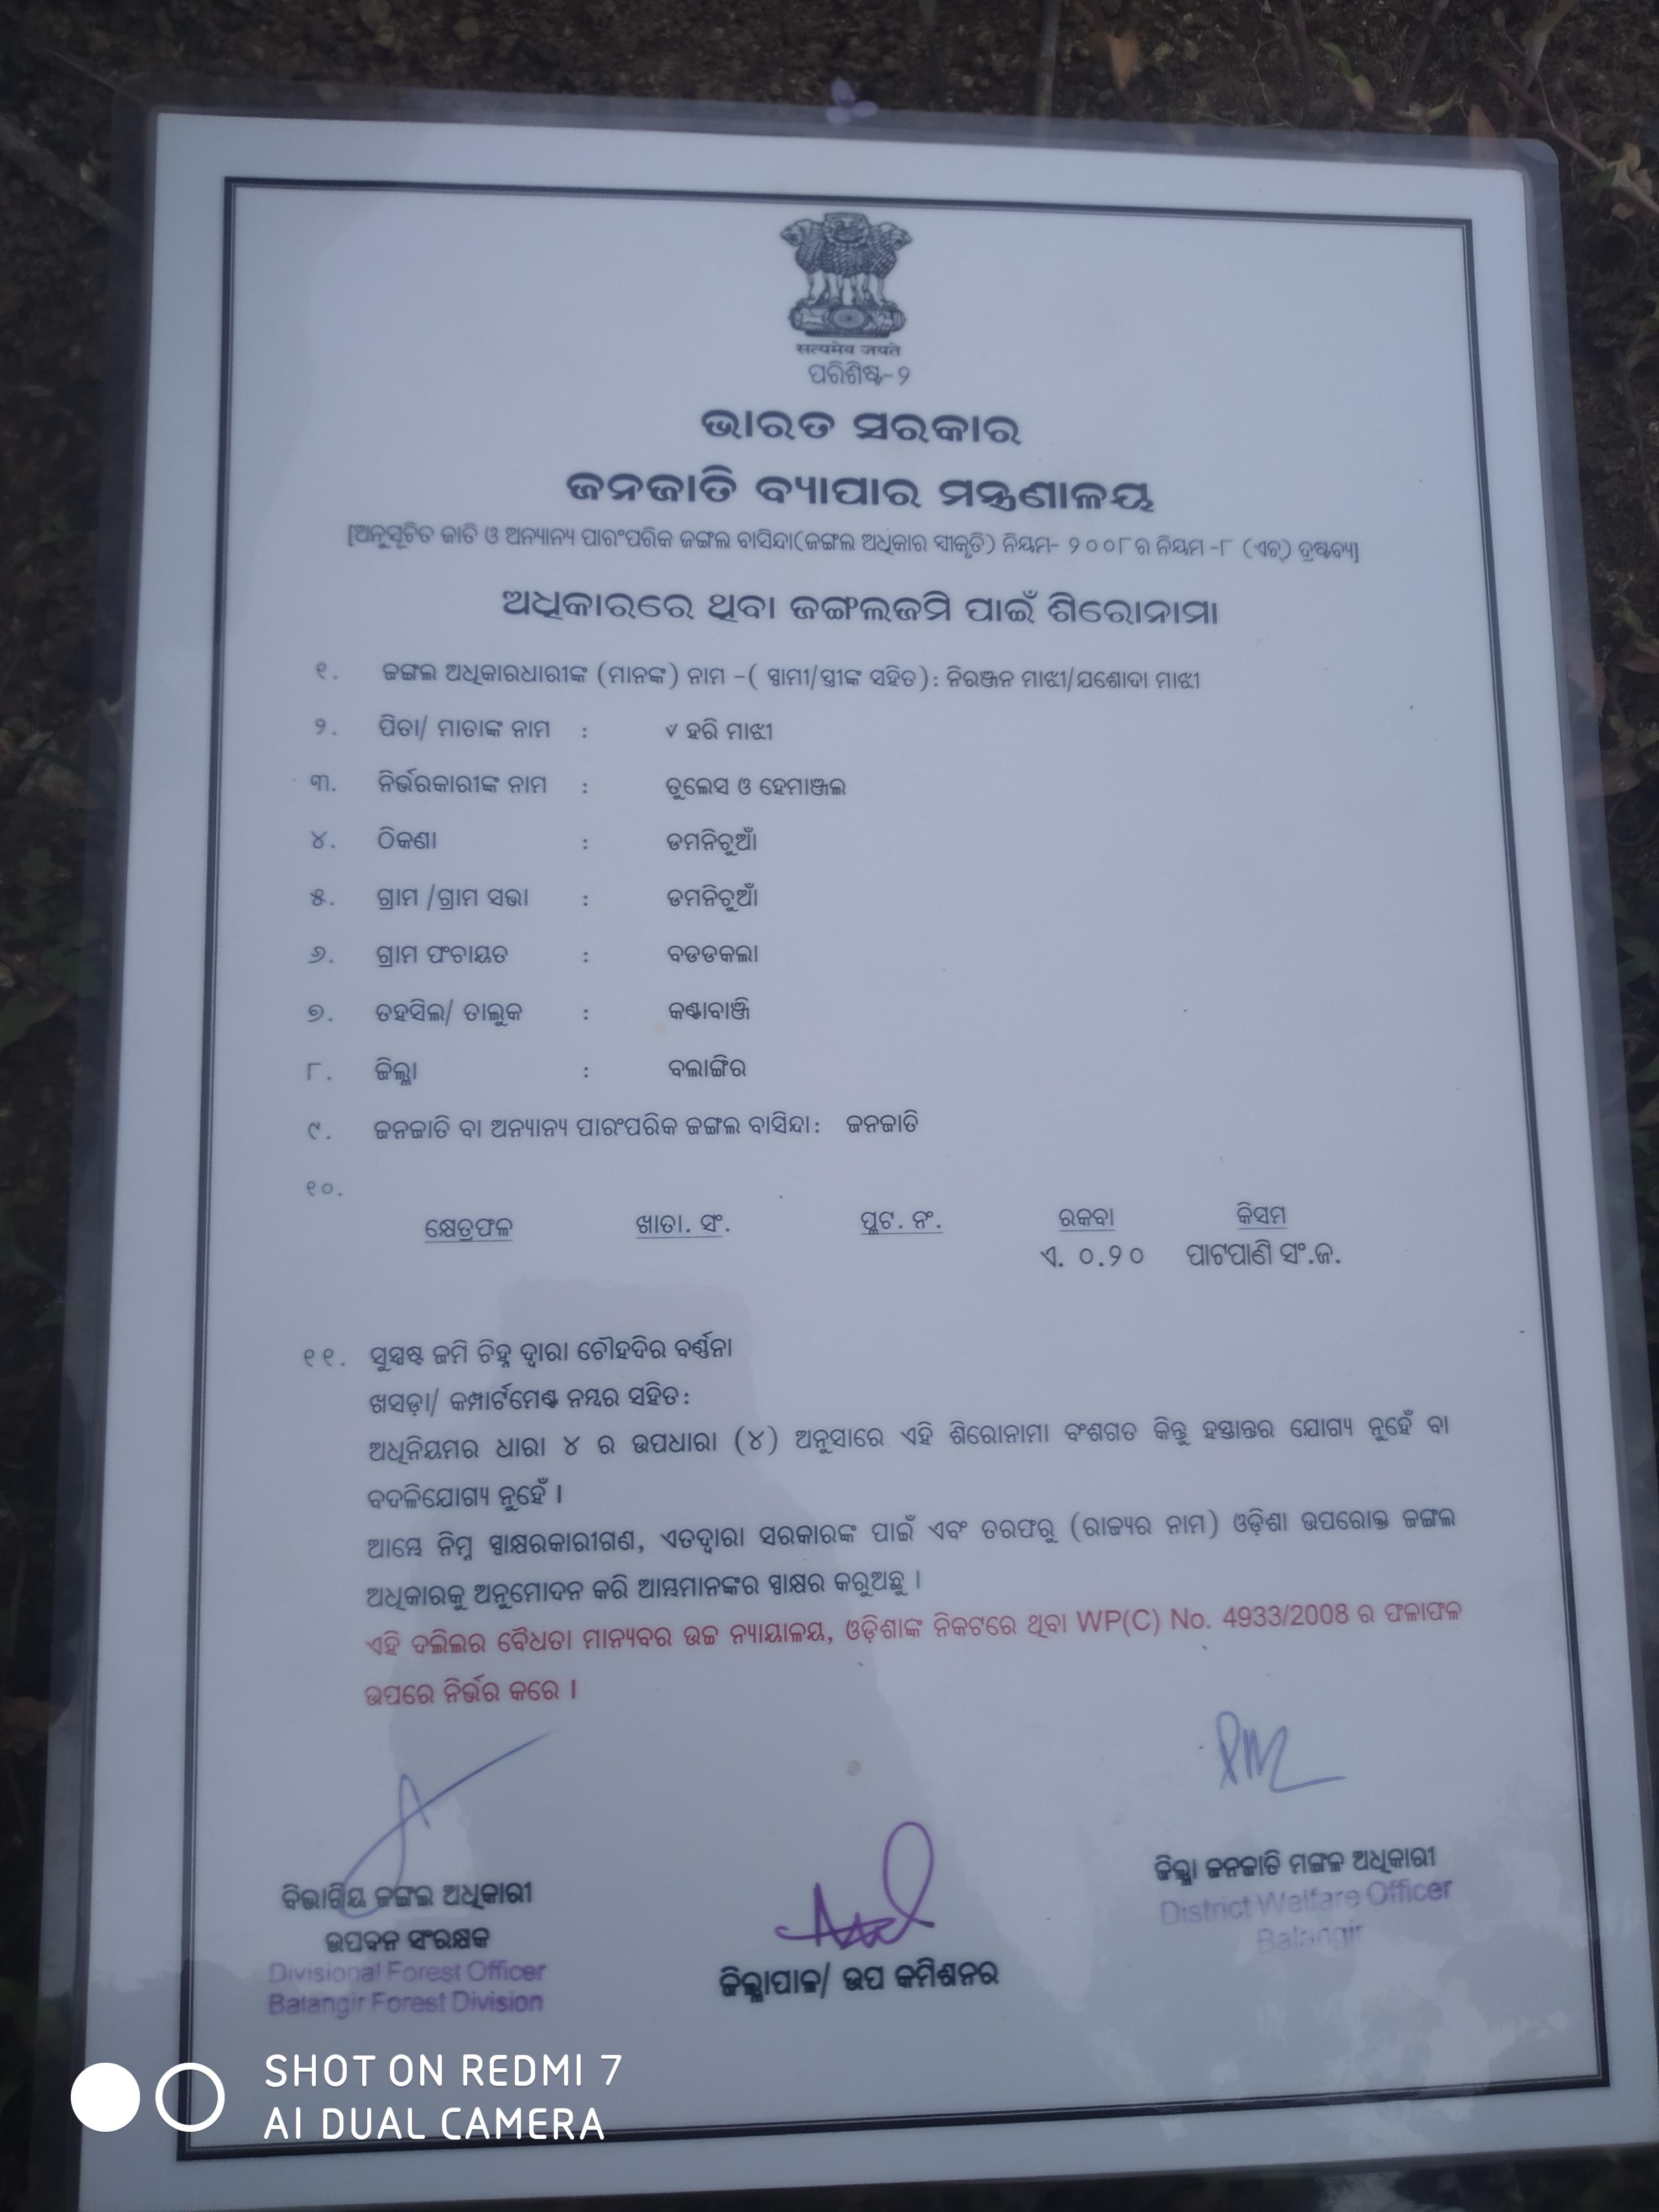 सत्यमेव जयते
ପରିଶିଷ୍ଟ-୨
ଭାରତ ସରକାର
ଜନଜାତି ବ୍ୟାପାର ମନ୍ତ୍ରଣାଳୟ
[ଅନୁସୂଚିତ ଜାତି ଓ ଅନ୍ୟାନ୍ୟ ପାରଂପରିକ ଜଙ୍ଗଲ ବାସିନ୍ଦା(ଜଙ୍ଗଲ ଅଧିକାର ସ୍ୱୀକୃତି) ନିୟମ- ୨୦୦୮ ର ନିୟମ -୮ (ଏଚ୍) ଦ୍ରଷ୍ଟବ୍ୟ]
ଅଧିକାରରେ ଥିବା ଜଙ୍ଗଲଜମି ପାଇଁ ଶିରୋନାମା
୧. ଜଙ୍ଗଲ ଅଧିକାରଧାରୀଙ୍କ (ମାନଙ୍କ) ନାମ -( ସ୍ୱାମୀ/ସ୍ତ୍ରୀଙ୍କ ସହିତ): ନିରଞ୍ଜନ ମାଝୀ/ଯଶୋଦା ମାଝୀ
୨. ପିତା/ ମାତାଙ୍କ ନାମ : ୰ ହରି ମାଝୀ
୩. ନିର୍ଭରକାରୀଙ୍କ ନାମ : ତୁଲେସ ଓ ହେମାଞ୍ଚଲ
୪. ଠିକଣା : ଡମନିଚୁଆଁ
୫. ଗ୍ରାମ /ଗ୍ରାମ ସଭା : ଡମନିଚୁଆଁ
୬. ଗ୍ରାମ ପଂଚାୟତ : ବଡଡକଲା
୭. ତହସିଲ/ ତାଲୁକ : କଣ୍ଟାବାଞ୍ଜି
୮. ଜିଲ୍ଲା : ବଲାଙ୍ଗିର
୯. ଜନଜାତି ବା ଅନ୍ୟାନ୍ୟ ପାରଂପରିକ ଜଙ୍ଗଲ ବାସିନ୍ଦା: ଜନଜାତି
୧୦.
କ୍ଷେତ୍ରଫଳ ଖାତା. ସଂ. ପ୍ଲଟ. ନଂ. ରକବା କିସମ
ଏ. ୦.୨୦ ପାଟପାଣି ସଂ.ଜ.
୧୧. ସୁସ୍ପଷ୍ଟ ଜମି ଚିହ୍ନ ଦ୍ୱାରା ଚୌହଦିର ବର୍ଣ୍ଣନା
ଖସଡ଼ା/ କମ୍ପାର୍ଟମେଣ୍ଟ ନମ୍ବର ସହିତ:
ଅଧିନିୟମର ଧାରା ୪ ର ଉପଧାରା (୪) ଅନୁସାରେ ଏହି ଶିରୋନାମା ବଂଶଗତ କିନ୍ତୁ ହସ୍ତାନ୍ତର ଯୋଗ୍ୟ ନୁହେଁ ବା
ବଦଳିଯୋଗ୍ୟ ନୁହେଁ ।
ଆମ୍ଭେ ନିମ୍ନ ସ୍ୱାକ୍ଷରକାରୀଗଣ, ଏତଦ୍ୱାରା ସରକାରଙ୍କ ପାଇଁ ଏବଂ ତରଫରୁ (ରାଜ୍ୟର ନାମ) ଓଡ଼ିଶା ଉପରୋକ୍ତ ଜଙ୍ଗଲ
ଅଧିକାରକୁ ଅନୁମୋଦନ କରି ଆମ୍ଭମାନଙ୍କର ସ୍ୱାକ୍ଷର କରୁଅଛୁ ।
ଏହି ଦଲିଲର ବୈଧତା ମାନ୍ୟବର ଉଚ୍ଚ ନ୍ୟାୟାଳୟ, ଓଡ଼ିଶାଙ୍କ ନିକଟରେ ଥିବା WP(C) No. 4933/2008 ର ଫଳାଫଳ
ଉପରେ ନିର୍ଭର କରେ ।
ବିଭାଗିୟ ଜଙ୍ଗଲ ଅଧିକାରୀ
ଉପବନ ସଂରକ୍ଷକ
Divisional Forest Officer
Balangir Forest Division
ଜିଲ୍ଲାପାଳ/ ଉପ କମିଶନର
ଜିଲ୍ଲା ଜନଜାତି ମଙ୍ଗଳ ଅଧିକାରୀ
District Welfare Officer
Balangir
SHOT ON REDMI 7
AI DUAL CAMERA